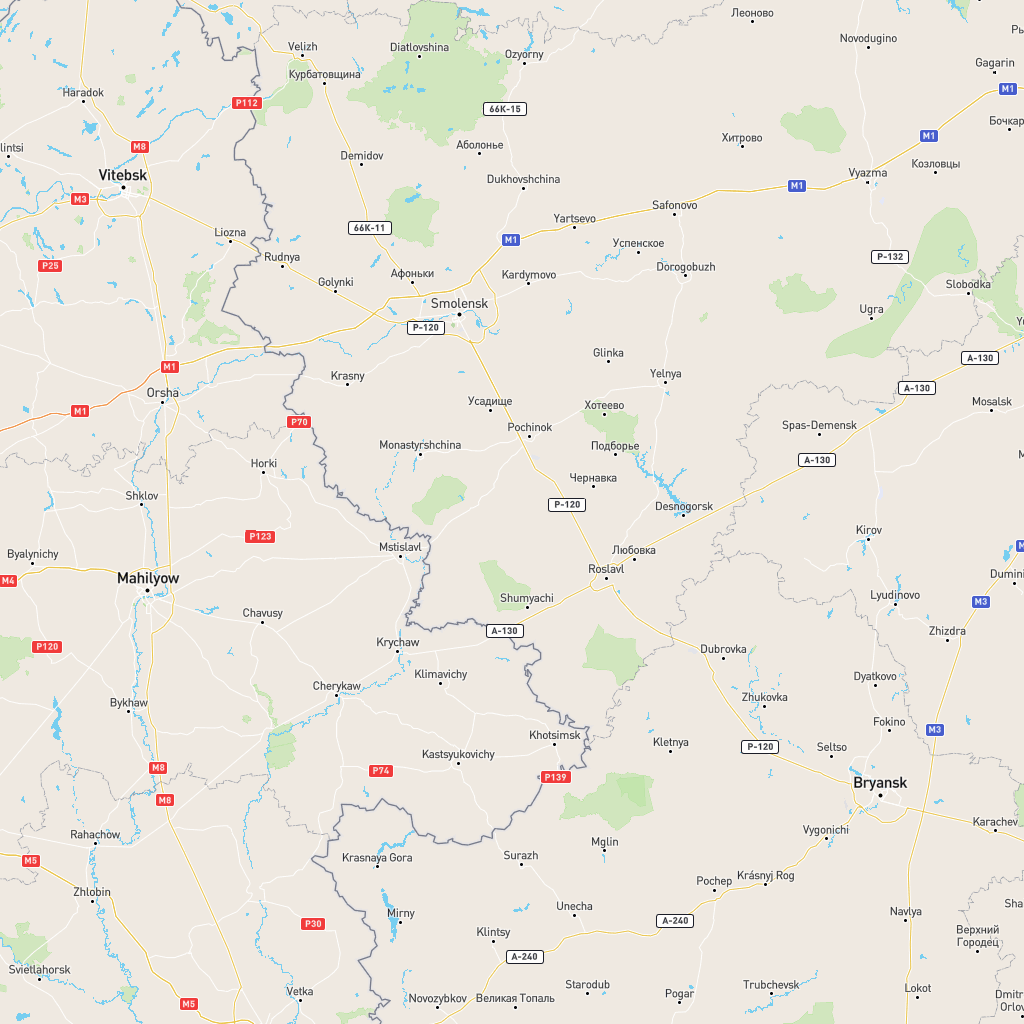 Леоново
Velizh
Diatlovshina
Ozyorny
Novodugino
Курбатовщина
Gagarin
Haradok
M1
P112
66K-15
Бочкар
M8
Хитрово
M1
lintsi
Аболонье
Demidov
Козловцы
Vitebsk
Dukhovshchina
Vyazma
M1
M3
Safonovo
Yartsevo
Liozna
66K-11
M1
Успенское
Rudnya
P-132
P25
Golynki
Афоньки
Kardymovo
Dorogobuzh
Slobodka
Smolensk
Ugra
P-120
Glinka
A-130
M1
Krasny
Yelnya
A-130
Orsha
Усадище
Хотеево
Mosalsk
M1
P70
Pochinok
Spas-Demensk
Monastyrshchina
Подборье
A-130
Horki
Чернавка
Shklov
P-120
Desnogorsk
Kirov
P123
Mstislavl
Любовка
Byalynichy
M4
Mahilyow
Roslavl
Dumini
Shumyachi
Lyudinovo
M3
Chavusy
A-130
Zhizdra
P120
Krychaw
Dubrovka
Klimavichy
Dyatkovo
Cherykaw
Zhukovka
Bykhaw
Fokino
M3
Khotsimsk
Kletnya
P-120
Seltso
Kastsyukovichy
M8
P74
P139
Bryansk
M8
Karachev
Rahachow
Vygonichi
Mglin
M5
Krasnaya Gora
Surazh
Krásnyj Rog
Zhlobin
Pochep
Mirny
Unecha
Navlya
P30
A-240
Верхний
Городец
Klintsy
A-240
Svietlahorsk
Starodub
Trubchevsk
Vetka
Pogar
Lokot
M5
Novozybkov
Великая Топаль
Dmitr
Orlov